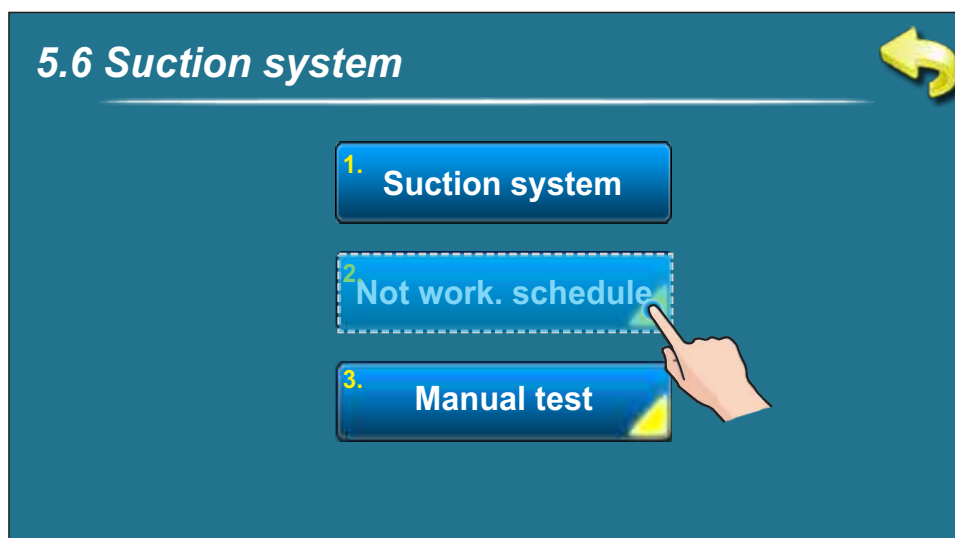 5.6 Suction system
1.
Suction system
2.
Not work. schedule
3.
Manual test